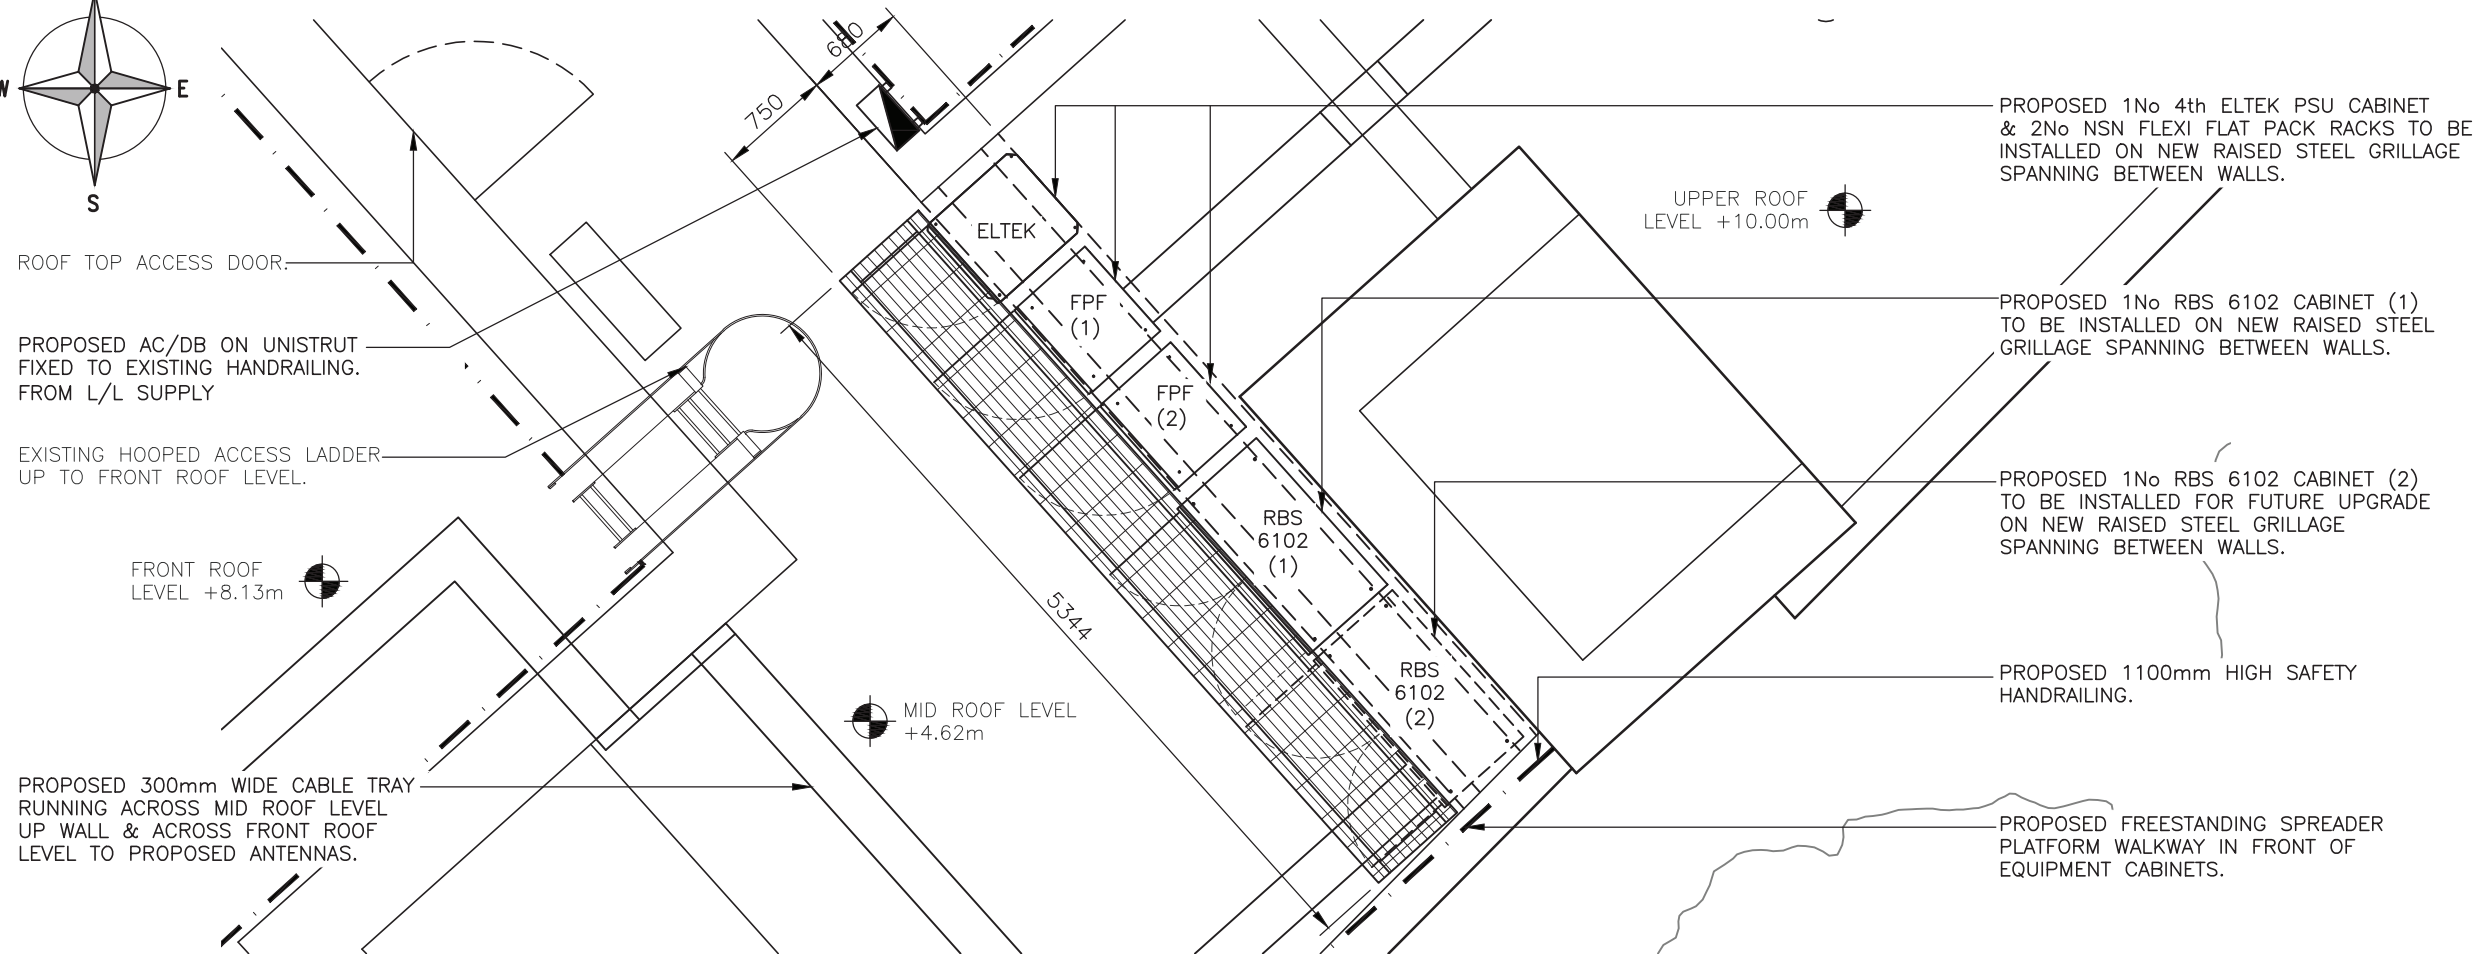 W
E
S
ROOF TOP ACCESS DOOR.
PROPOSED AC/DB ON UNISTRUT
FIXED TO EXISTING HANDRAILING.
FROM L/L SUPPLY
EXISTING HOOPED ACCESS LADDER
UP TO FRONT ROOF LEVEL.
FRONT ROOF
LEVEL +8.13m
PROPOSED 300mm WIDE CABLE TRAY
RUNNING ACROSS MID ROOF LEVEL
UP WALL & ACROSS FRONT ROOF
LEVEL TO PROPOSED ANTENNAS.
680
750
5344
MID ROOF LEVEL
+4.62m
ELTEK
FPF
(1)
FPF
(2)
RBS
6102
(1)
RBS
6102
(2)
UPPER ROOF
LEVEL +10.00m
PROPOSED 1No 4th ELTEK PSU CABINET
& 2No NSN FLEXI FLAT PACK RACKS TO BE
INSTALLED ON NEW RAISED STEEL GRILLAGE
SPANNING BETWEEN WALLS.
PROPOSED 1No RBS 6102 CABINET (1)
TO BE INSTALLED ON NEW RAISED STEEL
GRILLAGE SPANNING BETWEEN WALLS.
PROPOSED 1No RBS 6102 CABINET (2)
TO BE INSTALLED FOR FUTURE UPGRADE
ON NEW RAISED STEEL GRILLAGE
SPANNING BETWEEN WALLS.
PROPOSED 1100mm HIGH SAFETY
HANDRAILING.
PROPOSED FREESTANDING SPREADER
PLATFORM WALKWAY IN FRONT OF
EQUIPMENT CABINETS.